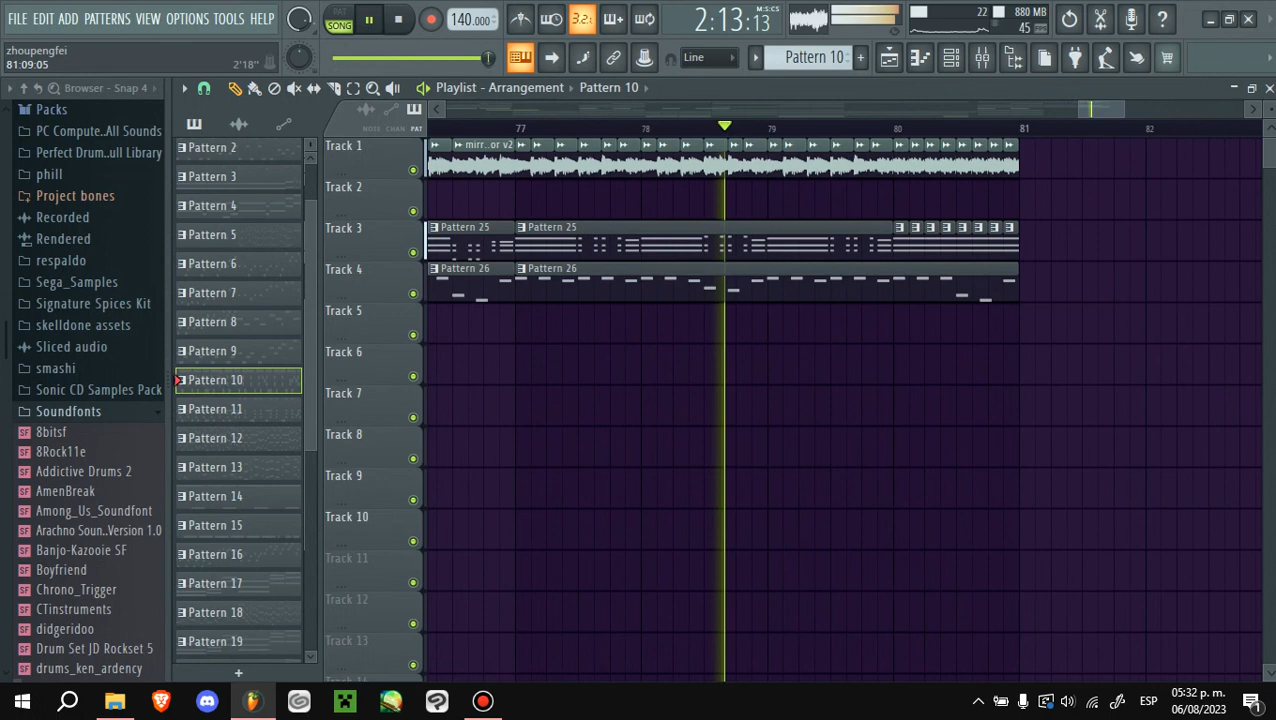 FILE EDIT ADD PATTERNS VIEW OPTIONS TOOLS HELP
zhoupengfei
81:09:05
2'18"
PAT
SONG
140.000
3.2.
2:13:13
M:S:CS
22
880 MB
45
Line
Pattern 10
Browser - Snap 4
Playlist - Arrangement
Pattern 10
Packs
PC Compute..All Sounds
Perfect Drum..ull Library
phill
Project bones
Recorded
Rendered
respaldo
Sega_Samples
Signature Spices Kit
skelldone assets
Sliced audio
smashi
Sonic CD Samples Pack
Soundfonts
8bitsf
8Rock11e
Addictive Drums 2
AmenBreak
Among_Us_Soundfont
Arachno Soun..Version 1.0
Banjo-Kazooie SF
Boyfriend
Chrono_Trigger
CTinstruments
didgeridoo
Drum Set JD Rockset 5
drums_ken_ardency
Pattern 2
Pattern 3
Pattern 4
Pattern 5
Pattern 6
Pattern 7
Pattern 8
Pattern 9
Pattern 10
Pattern 11
Pattern 12
Pattern 13
Pattern 14
Pattern 15
Pattern 16
Pattern 17
Pattern 18
Pattern 19
+
NOTE CHAN PAT
77 78 79 80 81 82
Track 1
mirr..or v2
Track 2
Track 3
Pattern 25
Pattern 25
Track 4
Pattern 26
Pattern 26
Track 5
Track 6
Track 7
Track 8
Track 9
Track 10
Track 11
Track 12
Track 13
ESP
05:32 p. m.
06/08/2023
1